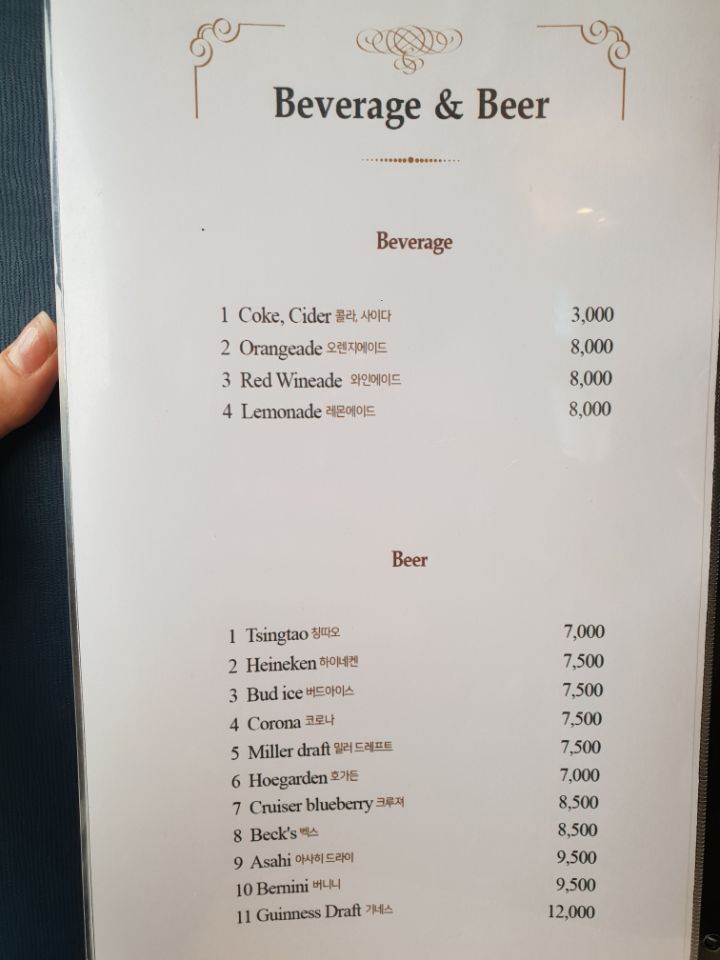 Beverage & Beer
Beverage
1 Coke, Cider 콜라, 사이다 3,000
2 Orangeade 오렌지에이드 8,000
3 Red Wineade 와인에이드 8,000
4 Lemonade 레몬에이드 8,000
Beer
1 Tsingtao 칭따오 7,000
2 Heineken 하이네켄 7,500
3 Bud ice 버드아이스 7,500
4 Corona 코로나 7,500
5 Miller draft 밀러 드레프트 7,500
6 Hoegarden 호가든 7,000
7 Cruiser blueberry 크루져 8,500
8 Beck's 벡스 8,500
9 Asahi 아사히 드라이 9,500
10 Bernini 버니니 9,500
11 Guinness Draft 기네스 12,000